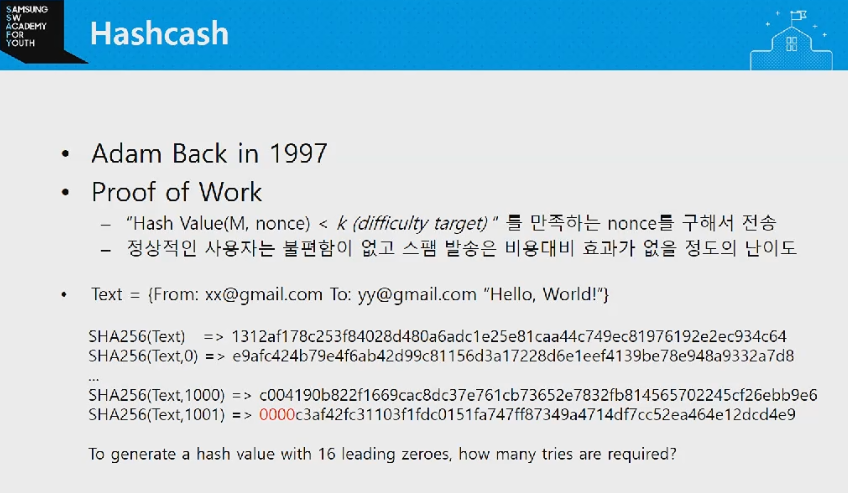 SAMSUNG
SW
ACADEMY
FOR
YOUTH
Hashcash
• Adam Back in 1997
• Proof of Work
– "Hash Value(M, nonce) < k (difficulty target) " 를 만족하는 nonce를 구해서 전송
– 정상적인 사용자는 불편함이 없고 스팸 발송은 비용대비 효과가 없을 정도의 난이도
• Text = {From: xx@gmail.com To: yy@gmail.com "Hello, World!"}
SHA256(Text) => 1312af178c253f84028d480a6adc1e25e81caa44c749ec81976192e2ec934c64
SHA256(Text,0) => e9afc424b79e4f6ab42d99c81156d3a17228d6e1eef4139be78e948a9332a7d8
...
SHA256(Text,1000) => c004190b822f1669cac8dc37e761cb73652e7832fb814565702245cf26ebb9e6
SHA256(Text,1001) => 0000c3af42fc31103f1fdc0151fa747ff87349a4714df7cc52ea464e12dcd4e9
To generate a hash value with 16 leading zeroes, how many tries are required?